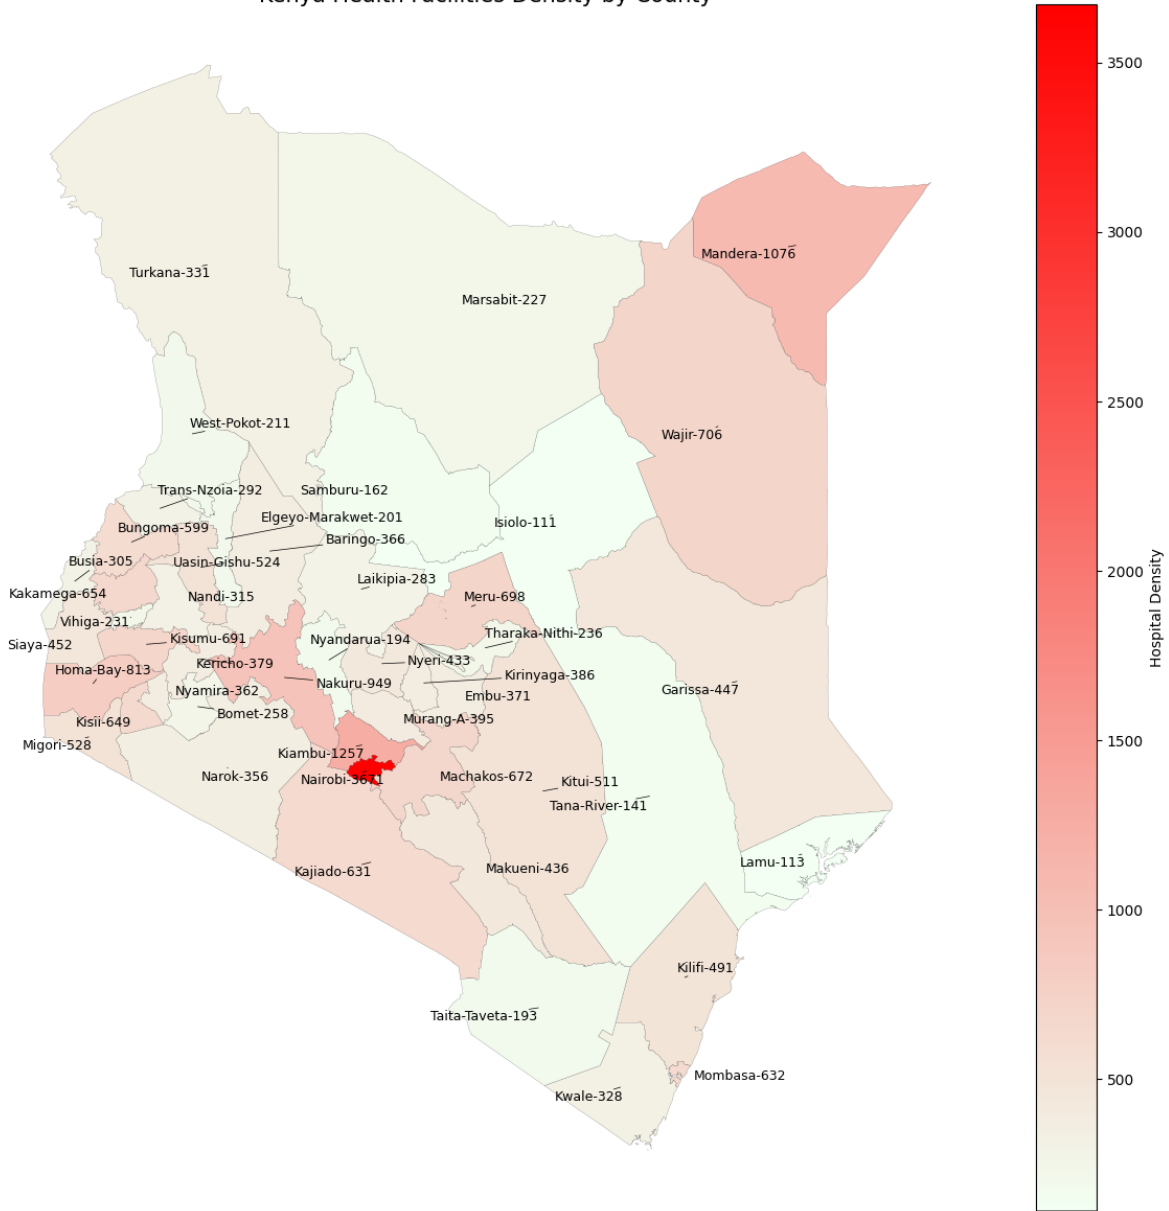 Kenya Health Facilities Density by County
3500
Mandera-1076
3000
Turkana-331
Marsabit-227
2500
West-Pokot-211
Wajir-706
Trans-Nzoia-292
Samburu-162
Elgeyo-Marakwet-201
Isiolo-111
Bungoma-599
Baringo-366
Busia-305
Uasin-Gishu-524
2000
Laikipia-283
Kakamega-654
Nandi-315
Meru-698
Vihiga-231
Hospital Density
Siaya-452
Kisumu-691
Nyandarua-194
Tharaka-Nithi-236
Homa-Bay-813
Kericho-379
Nyeri-433
Kirinyaga-386
Nyamira-362
Nakuru-949
Embu-371
Garissa-447
Kisii-649
Bomet-258
Murang-A-395
Migori-528
1500
Kiambu-1257
Narok-356
Nairobi-3671
Machakos-672
Kitui-511
Tana-River-141
Kajiado-631
Makueni-436
Lamu-113
1000
Kilifi-491
Taita-Taveta-193
Mombasa-632
500
Kwale-328